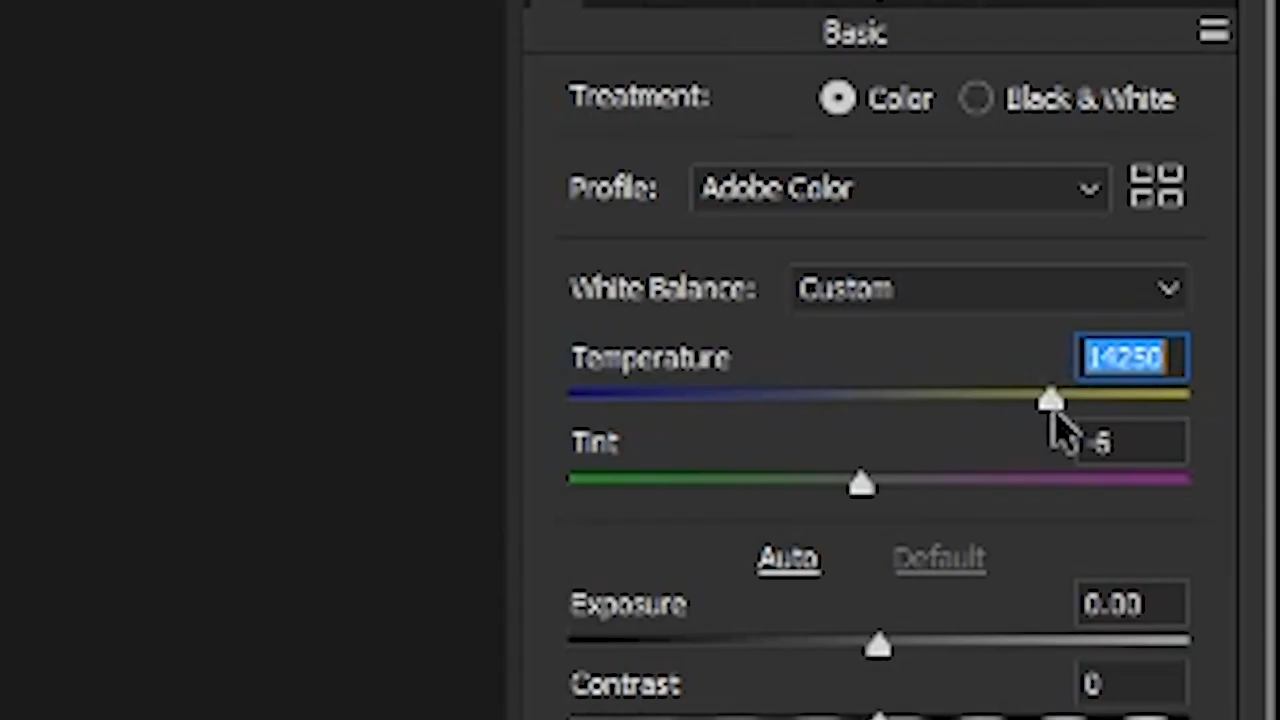 Basic
Treatment: Color Black & White
Profile: Adobe Color
White Balance: Custom
Temperature 14250
Tint -6
Auto Default
Exposure 0.00
Contrast 0